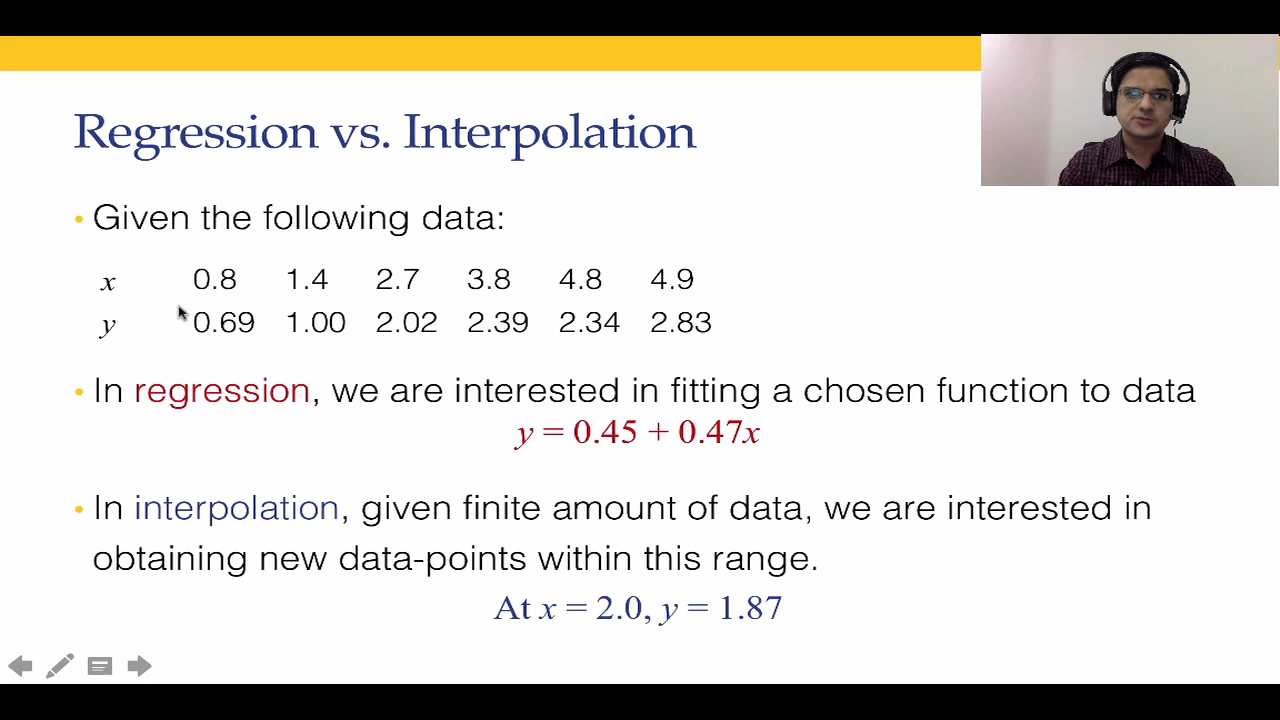 Regression vs. Interpolation
• Given the following data:
x 0.8 1.4 2.7 3.8 4.8 4.9
y 0.69 1.00 2.02 2.39 2.34 2.83
• In regression, we are interested in fitting a chosen function to data
y = 0.45 + 0.47x
• In interpolation, given finite amount of data, we are interested in
obtaining new data-points within this range.
At x = 2.0, y = 1.87